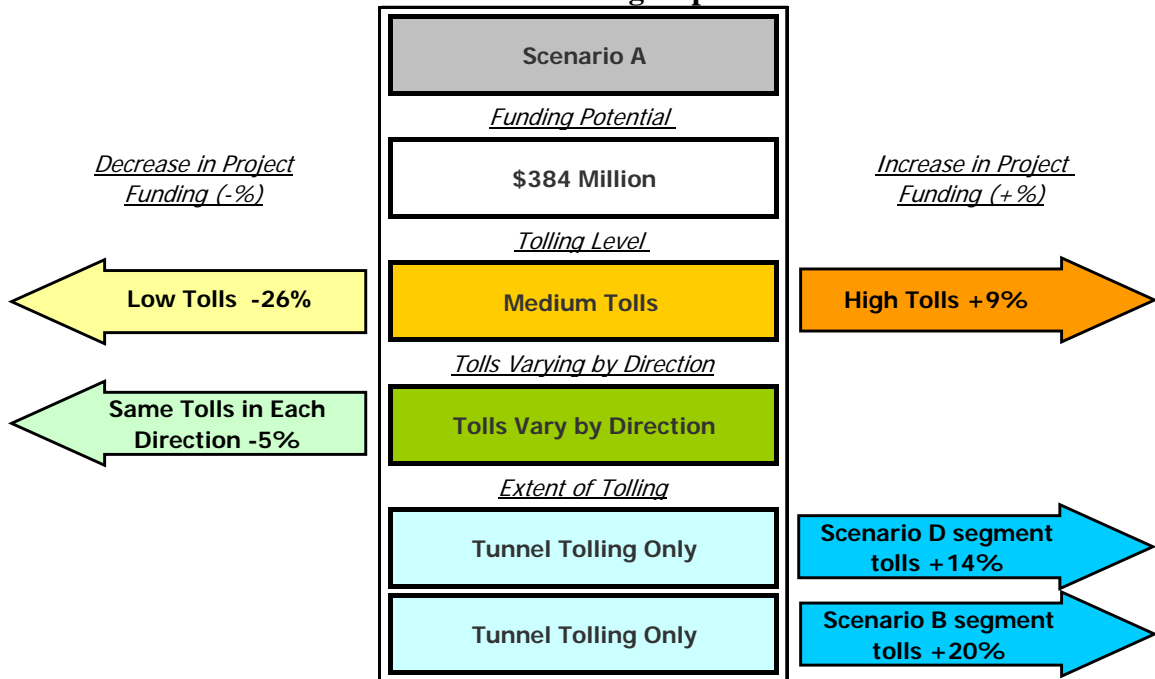 Scenario A
Funding Potential
Decrease in Project
Funding (-%)
$384 Million
Increase in Project
Funding (+%)
Tolling Level
Low Tolls -26%
Medium Tolls
High Tolls +9%
Tolls Varying by Direction
Same Tolls in Each
Direction -5%
Tolls Vary by Direction
Extent of Tolling
Tunnel Tolling Only
Scenario D segment
tolls +14%
Tunnel Tolling Only
Scenario B segment
tolls +20%